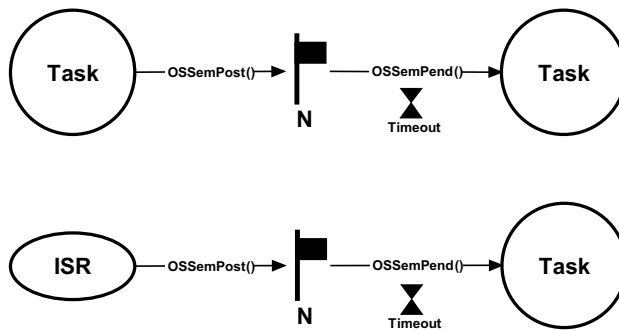 Task OSSemPost() OSSemPend() Task
N Timeout
ISR OSSemPost() OSSemPend() Task
N Timeout